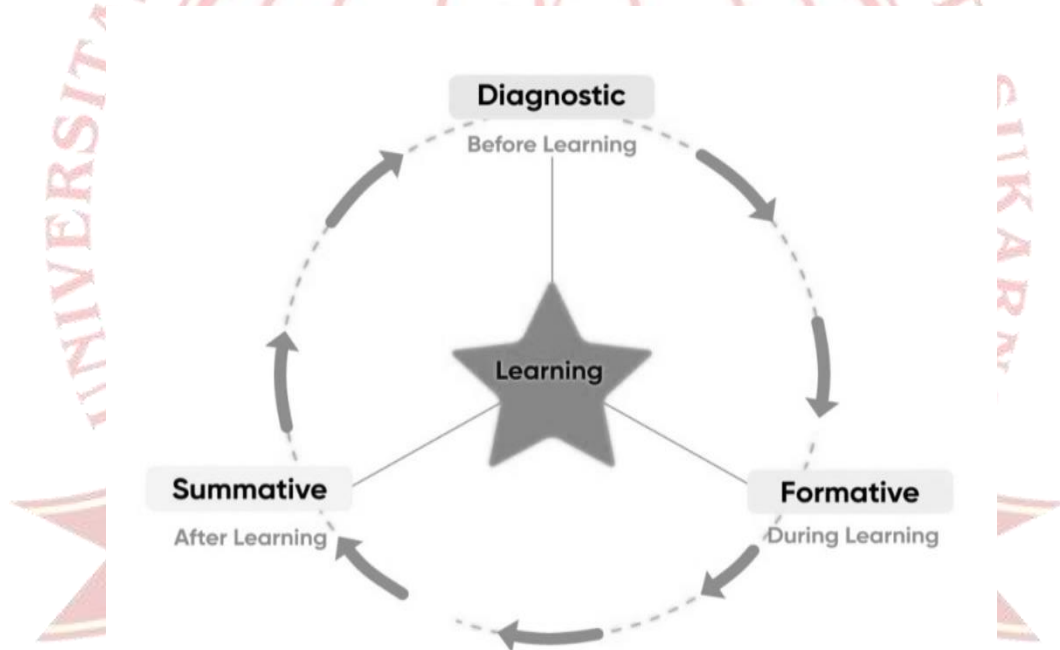 Diagnostic
Before Learning
Learning
Summative
After Learning
Formative
During Learning